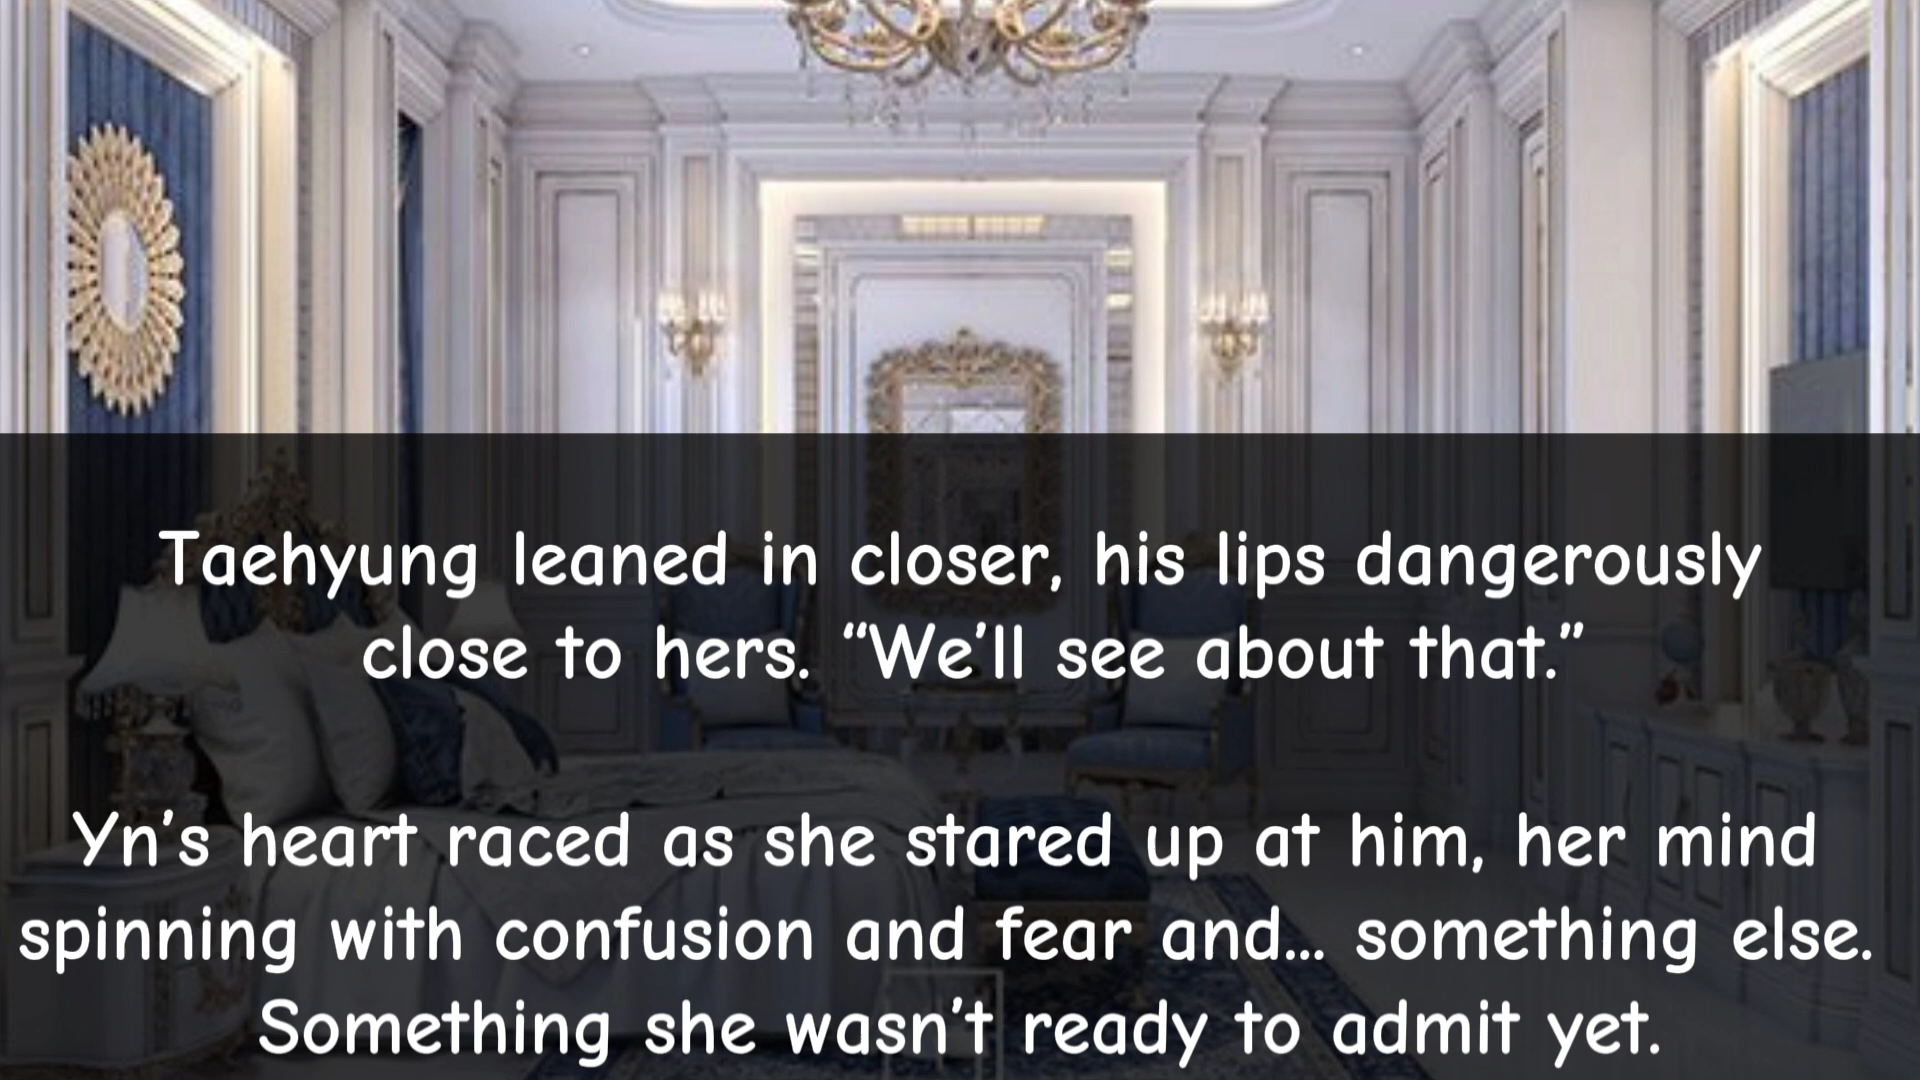 Taehyung leaned in closer, his lips dangerously
close to hers. “We’ll see about that.”
Yn’s heart raced as she stared up at him, her mind
spinning with confusion and fear and... something else.
Something she wasn’t ready to admit yet.